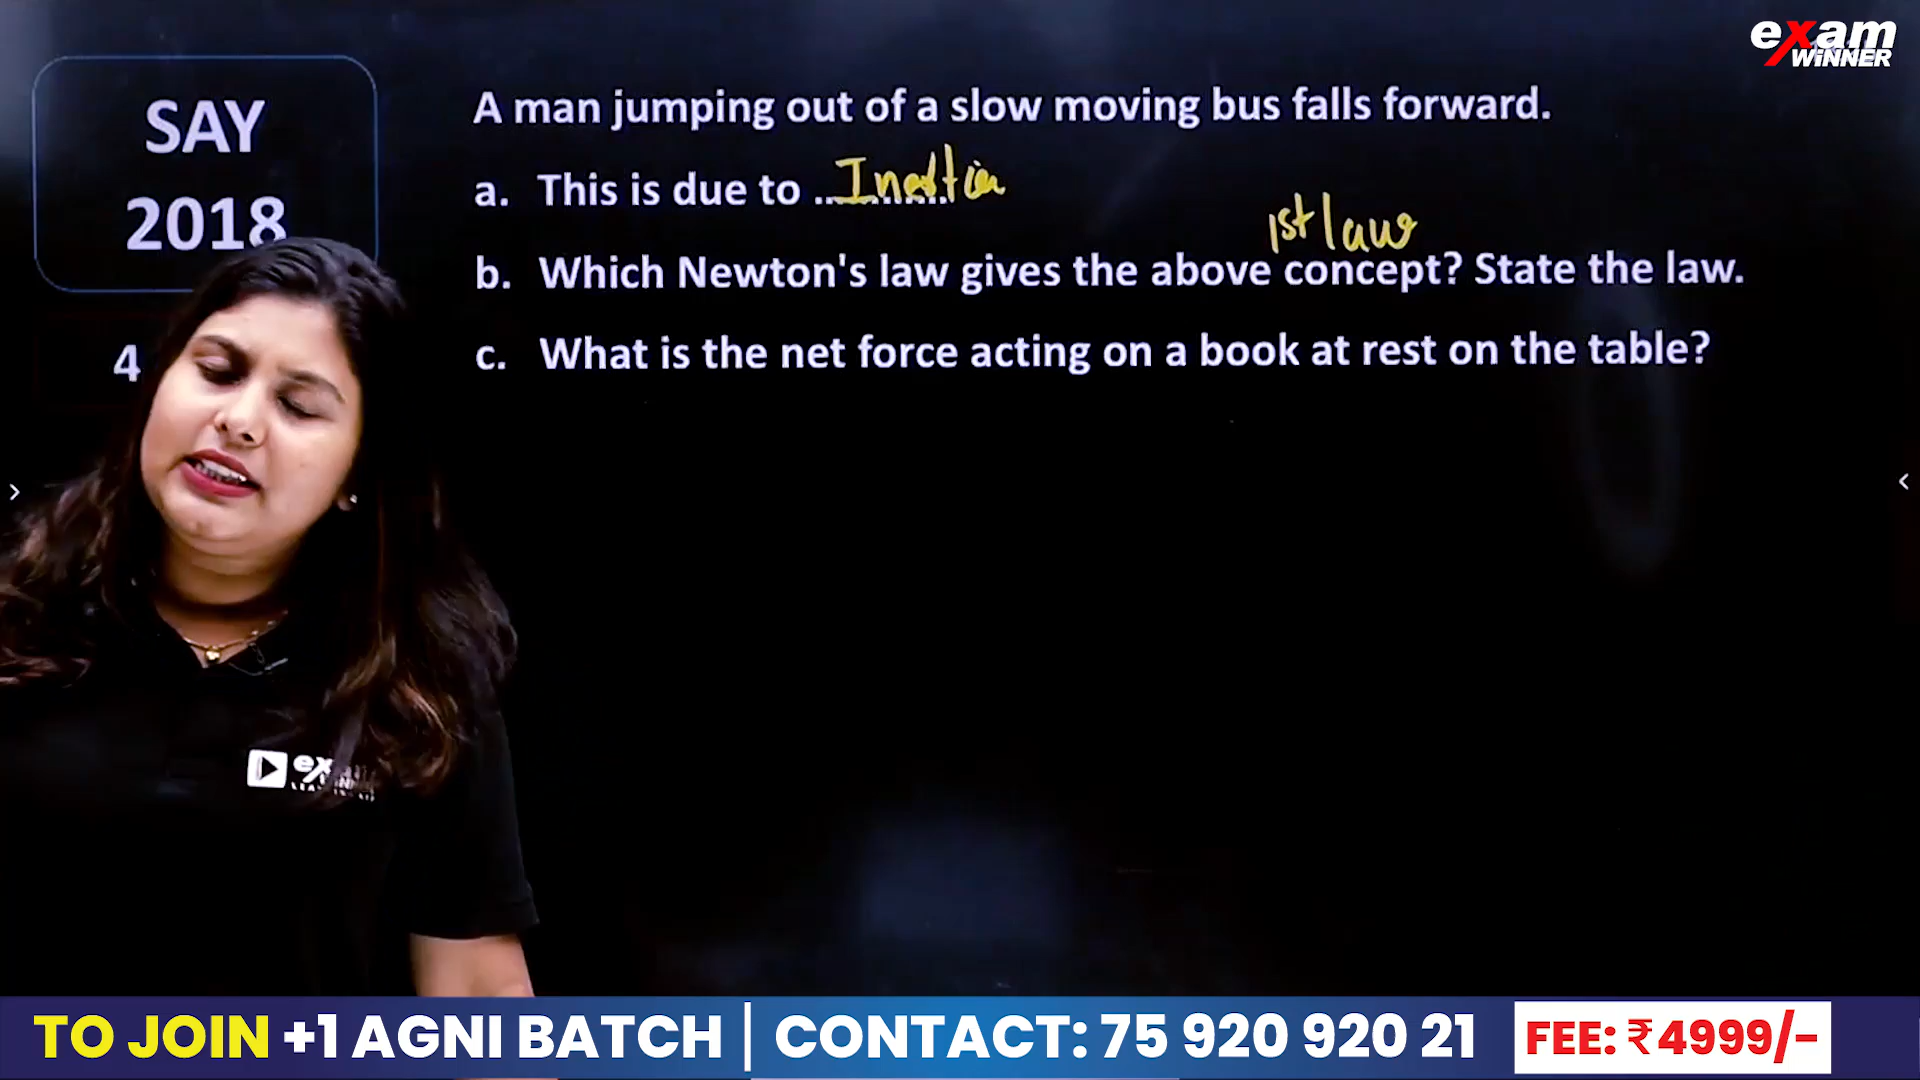 exam
WINNER
SAY
2018
4
A man jumping out of a slow moving bus falls forward.
a. This is due to ............. Inertia
1st law
b. Which Newton's law gives the above concept? State the law.
c. What is the net force acting on a book at rest on the table?
TO JOIN +1 AGNI BATCH | CONTACT: 75 920 920 21
FEE: ₹4999/-